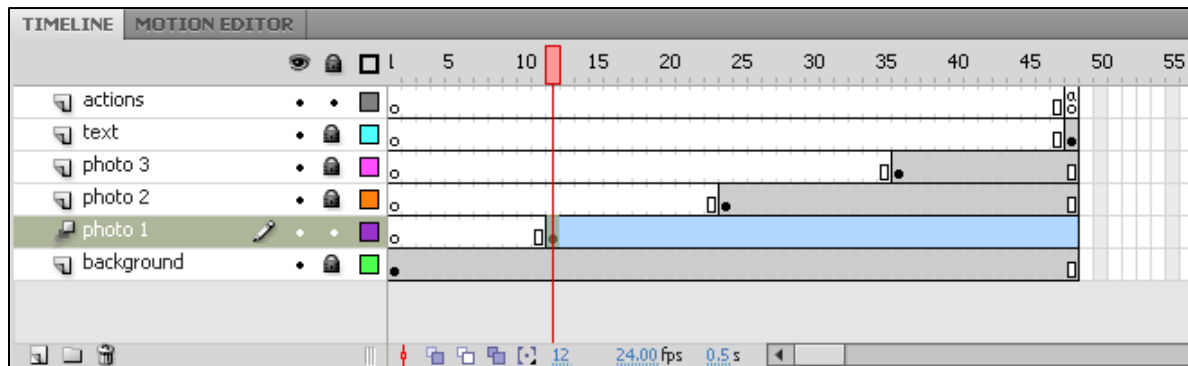 TIMELINE MOTION EDITOR
1 5 10 15 20 25 30 35 40 45 50 55
actions a
text
photo 3
photo 2
photo 1
background
12 24.00 fps 0.5 s